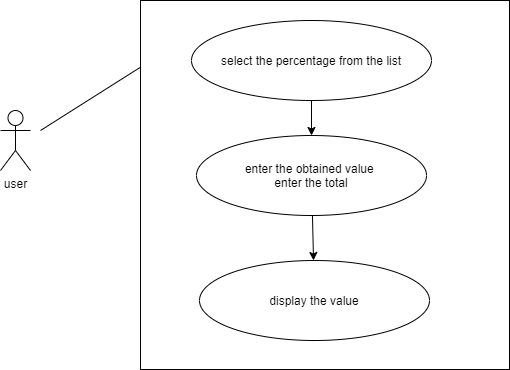 select the percentage from the list
enter the obtained value
enter the total
user
display the value